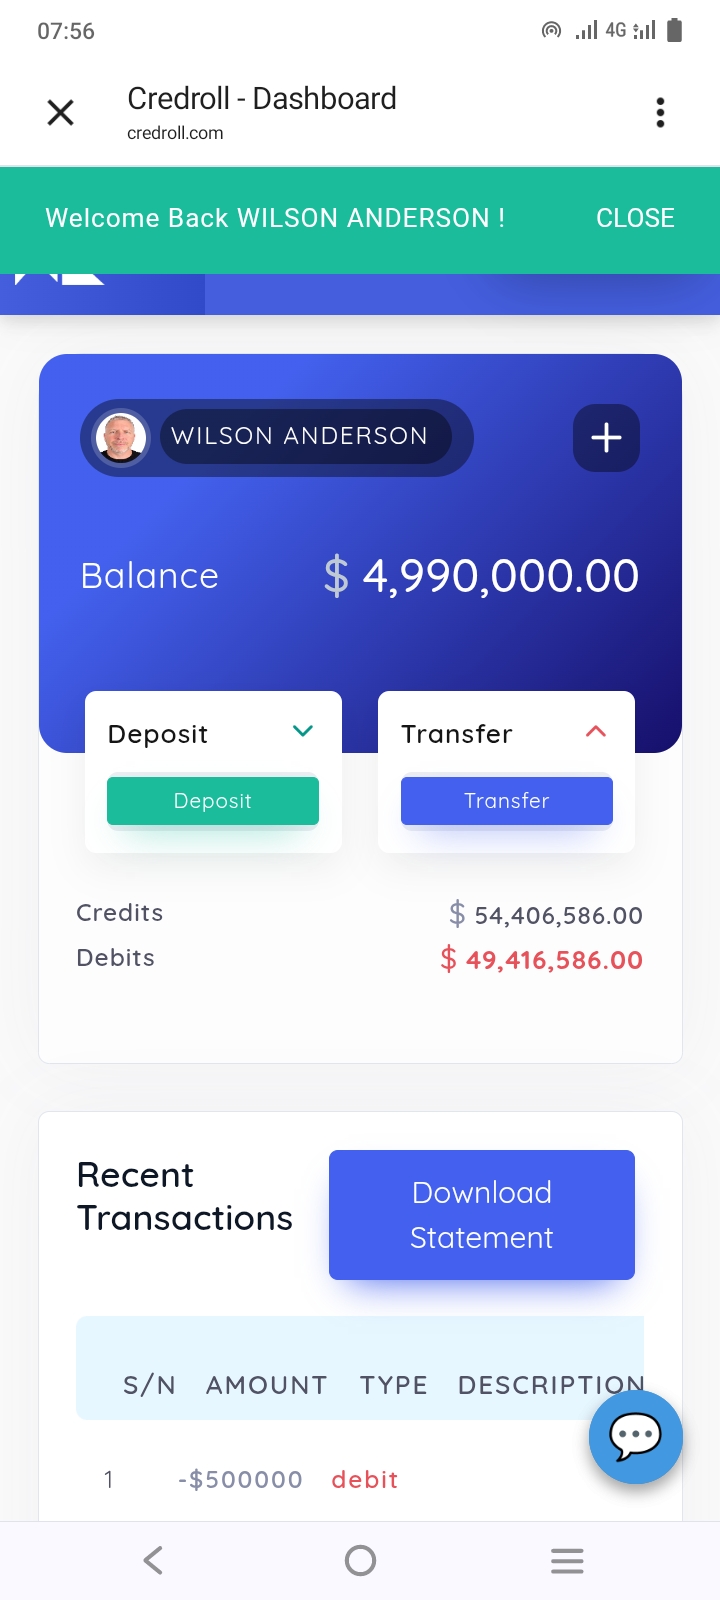 07:56
4G
Credroll - Dashboard
credroll.com
Welcome Back WILSON ANDERSON !
CLOSE
WILSON ANDERSON
Balance
$ 4,990,000.00
Deposit
Transfer
Deposit
Transfer
Credits
$ 54,406,586.00
Debits
$ 49,416,586.00
Recent
Transactions
Download
Statement
S/N AMOUNT TYPE DESCRIPTION
1 -$500000 debit